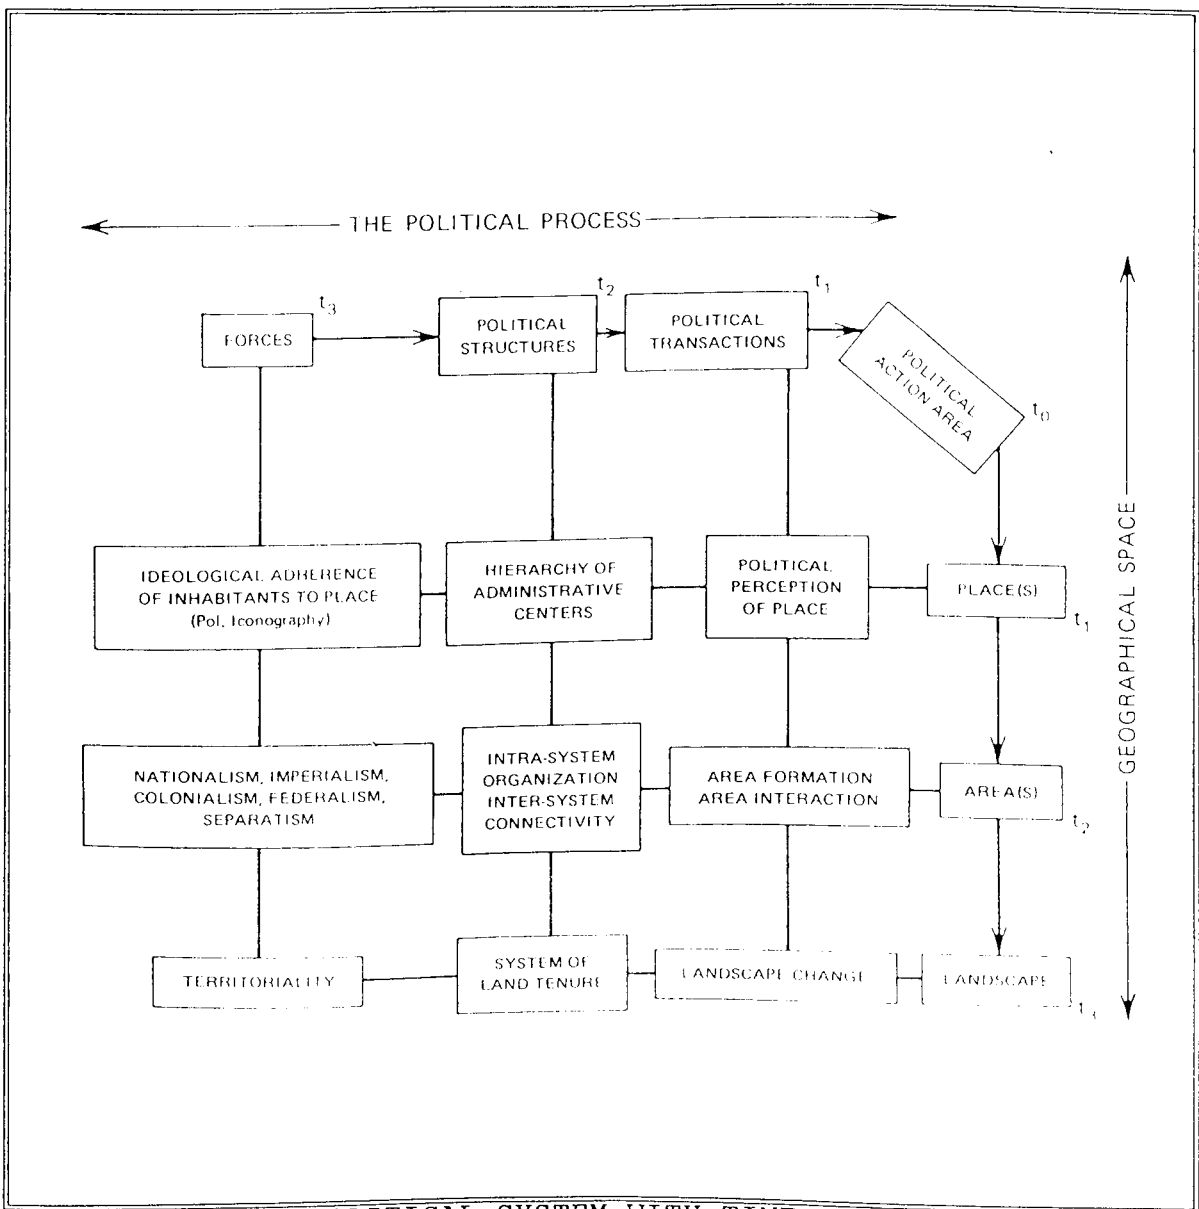 THE POLITICAL PROCESS
t3
t2
t1
FORCES
POLITICAL
STRUCTURES
POLITICAL
TRANSACTIONS
POLITICAL
ACTION AREA
t0
IDEOLOGICAL ADHERENCE
OF INHABITANTS TO PLACE
(Pol. Iconography)
HIERARCHY OF
ADMINISTRATIVE
CENTERS
POLITICAL
PERCEPTION
OF PLACE
PLACE(S)
t1
NATIONALISM, IMPERIALISM,
COLONIALISM, FEDERALISM,
SEPARATISM
INTRA-SYSTEM
ORGANIZATION
INTER-SYSTEM
CONNECTIVITY
AREA FORMATION
AREA INTERACTION
AREA(S)
t2
TERRITORIALITY
SYSTEM OF
LAND TENURE
LANDSCAPE CHANGE
LANDSCAPE
t3
GEOGRAPHICAL SPACE
SYSTEM WITH